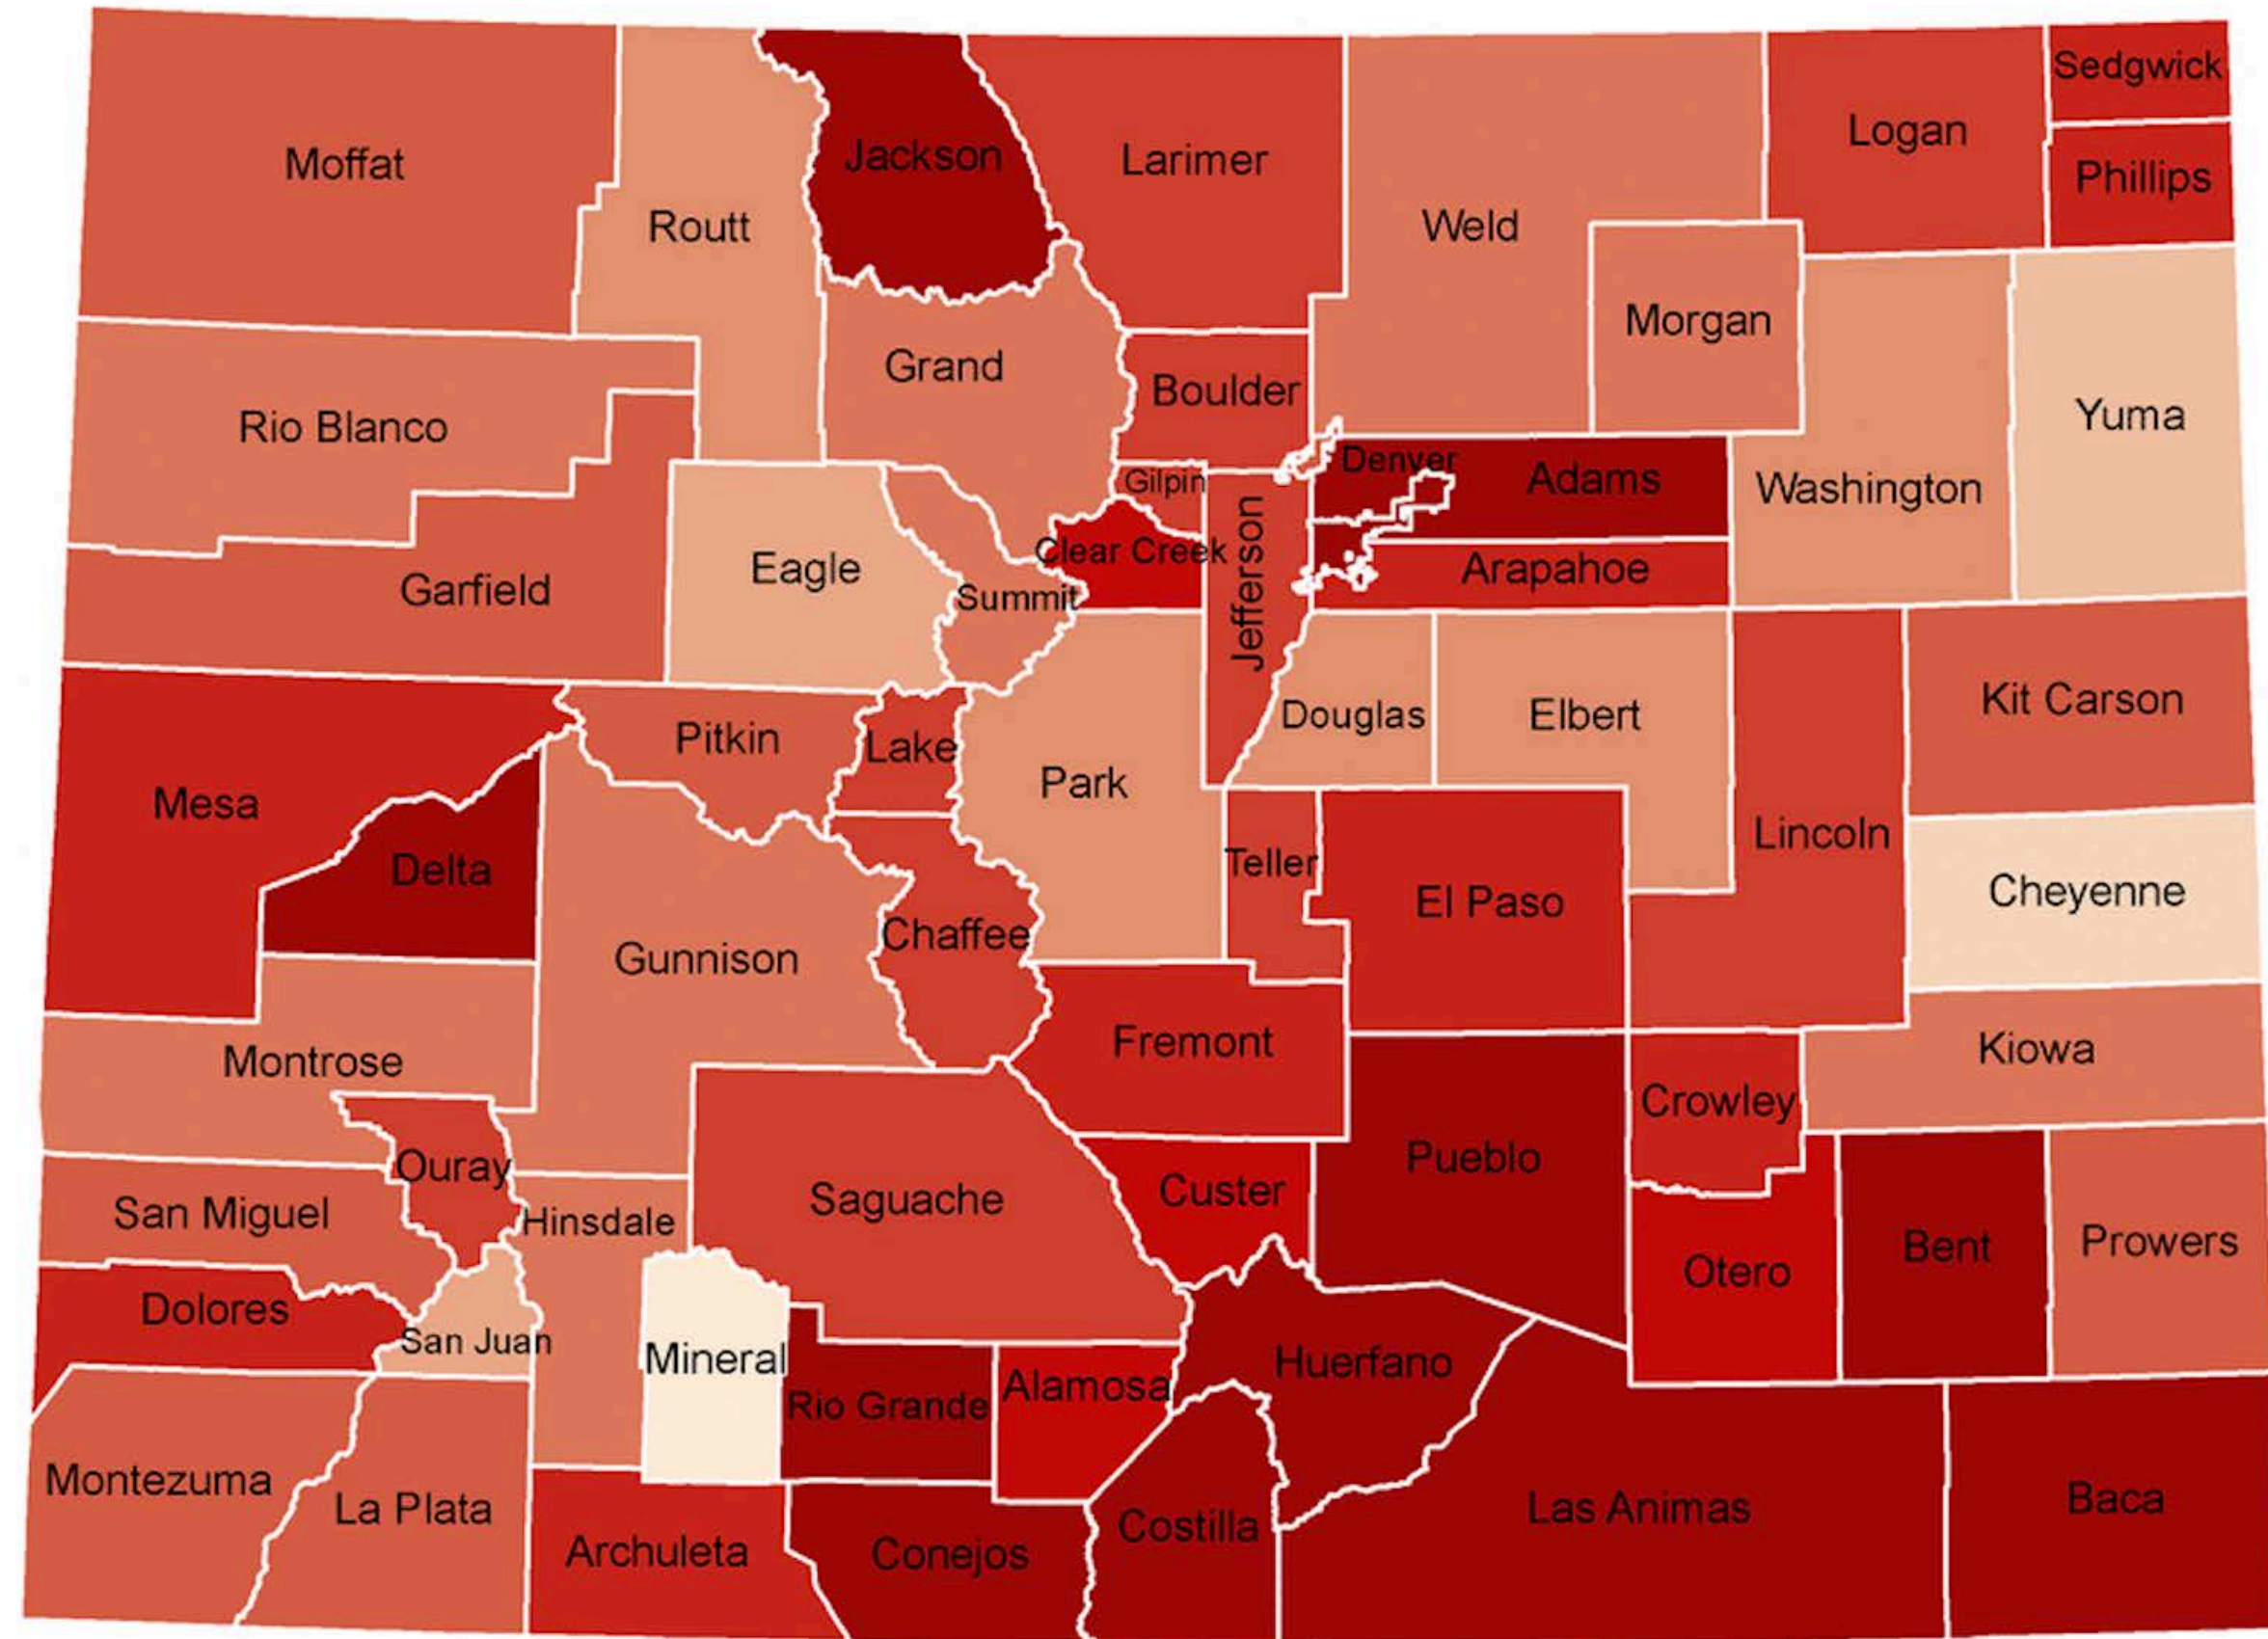 Sedgwick
Logan
Jackson
Larimer
Moffat
Phillips
Routt
Weld
Morgan
Grand
Boulder
Yuma
Rio Blanco
Denver
Adams
Gilpin
Washington
Clear Creek
Eagle
Arapahoe
Jefferson
Garfield
Summit
Kit Carson
Douglas
Elbert
Pitkin
Lake
Park
Mesa
Lincoln
Teller
Delta
Cheyenne
El Paso
Chaffee
Gunnison
Fremont
Kiowa
Montrose
Crowley
Pueblo
Ouray
Custer
Saguache
San Miguel
Hinsdale
Prowers
Bent
Otero
Dolores
San Juan
Mineral
Huerfano
Alamosa
Rio Grande
Montezuma
Baca
La Plata
Las Animas
Costilla
Archuleta
Conejos